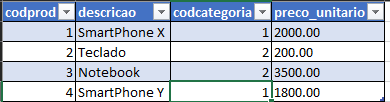 codprod descricao codcategoria preco_unitario
1 SmartPhone X 1 2000.00
2 Teclado 2 200.00
3 Notebook 2 3500.00
4 SmartPhone Y 1 1800.00